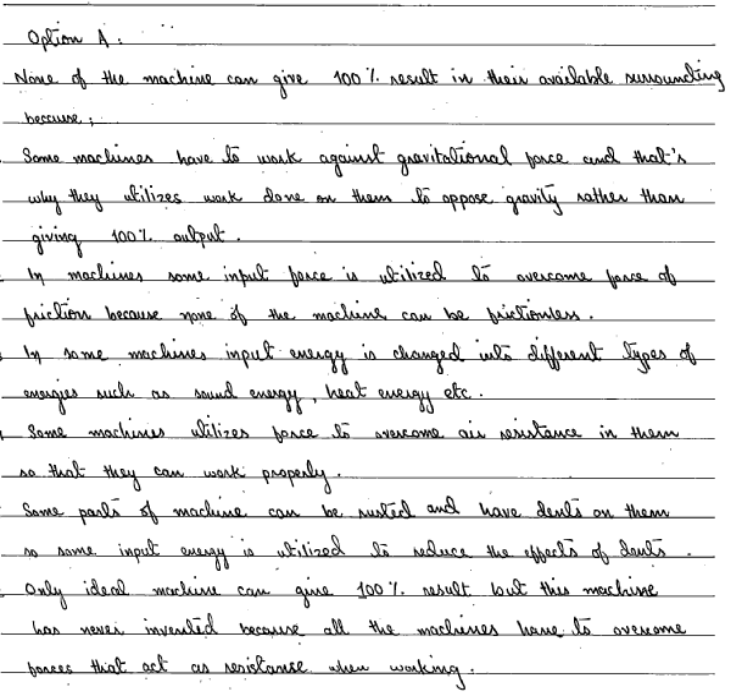 Option A :
None of the machine can give 100 % result in their available surrounding
because ;
Some machines have to work against gravitational force and that's
why they utilizes work done on them to oppose gravity rather than
giving 100 % output .
In machines some input force is utilized to overcome force of
friction because none of the machine can be frictionless .
In some machines input energy is changed into different types of
energies such as sound energy , heat energy etc .
Some machines utilizes force to overcome air resistance in them
so that they can work properly .
Some parts of machine can be rusted and have dents on them
so some input energy is utilized to reduce the effects of dents .
Only ideal machine can give 100 % result but this machine
has never invented because all the machines have to overcome
forces that act as resistance when working .